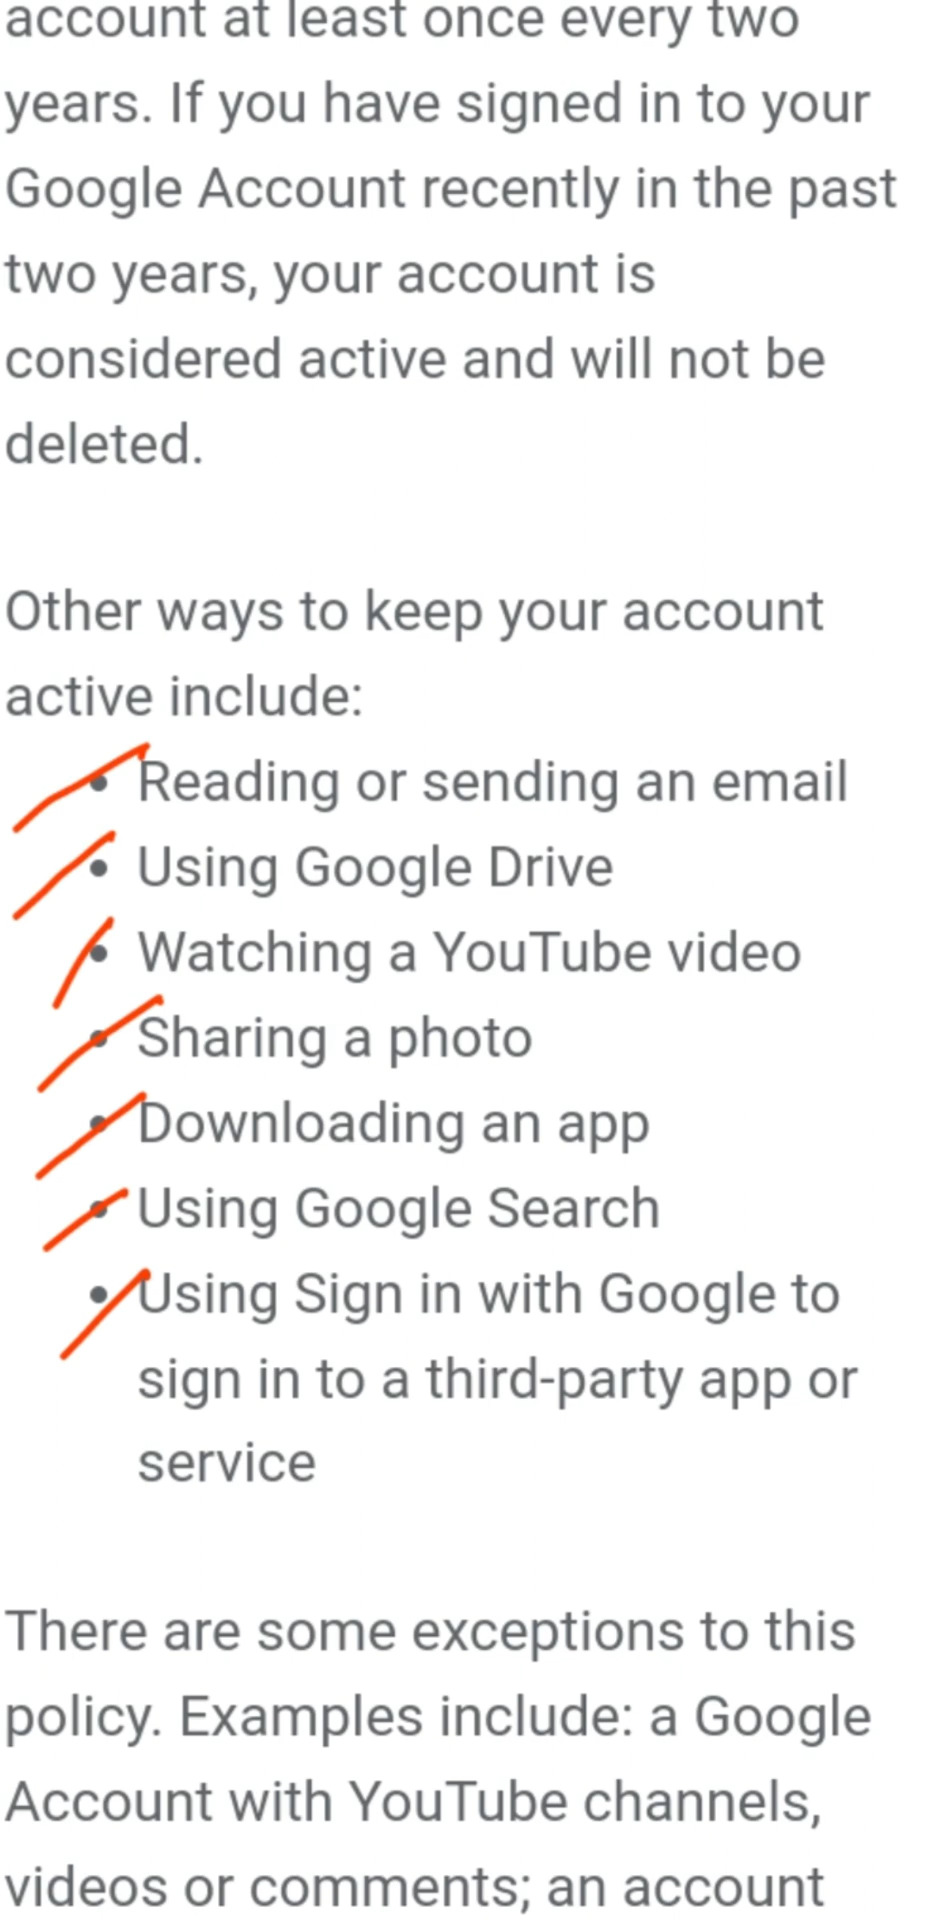 account at least once every two
years. If you have signed in to your
Google Account recently in the past
two years, your account is
considered active and will not be
deleted.
Other ways to keep your account
active include:
• Reading or sending an email
• Using Google Drive
• Watching a YouTube video
• Sharing a photo
• Downloading an app
• Using Google Search
• Using Sign in with Google to
sign in to a third-party app or
service
There are some exceptions to this
policy. Examples include: a Google
Account with YouTube channels,
videos or comments; an account